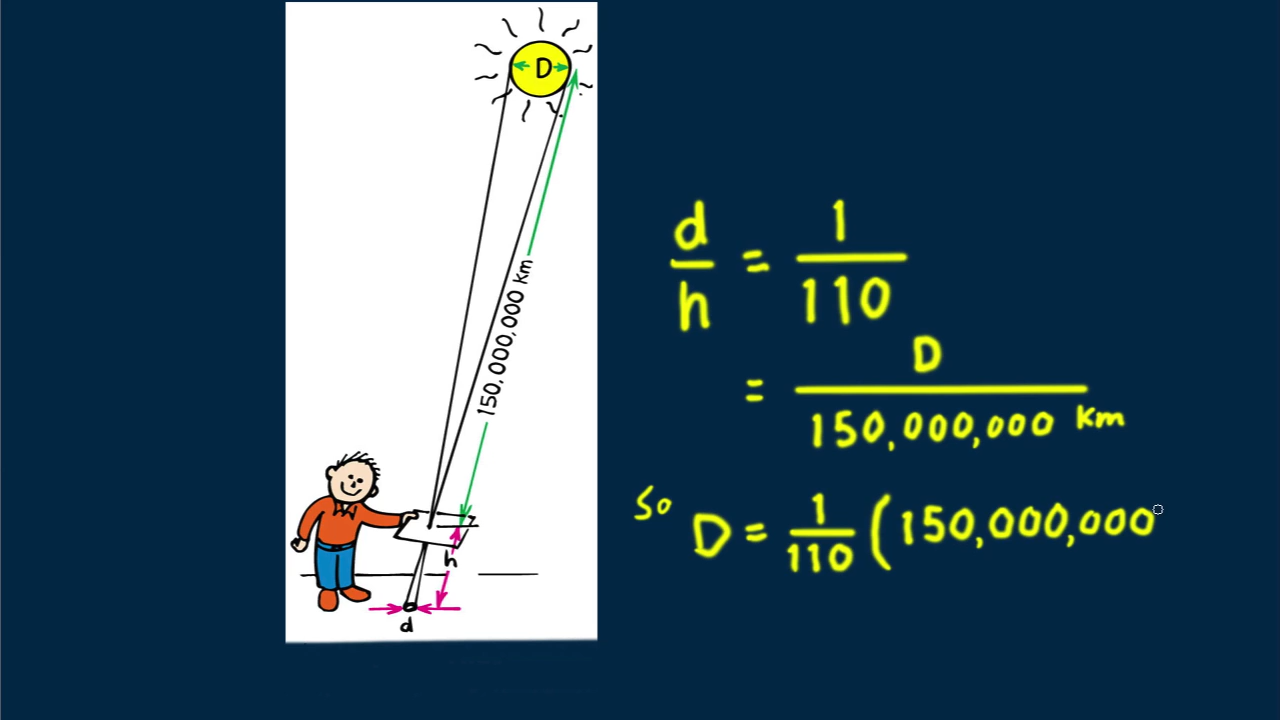 D
150,000,000 km
h
d
d/h = 1/110
= D/150,000,000 km
So D = 1/110 (150,000,000